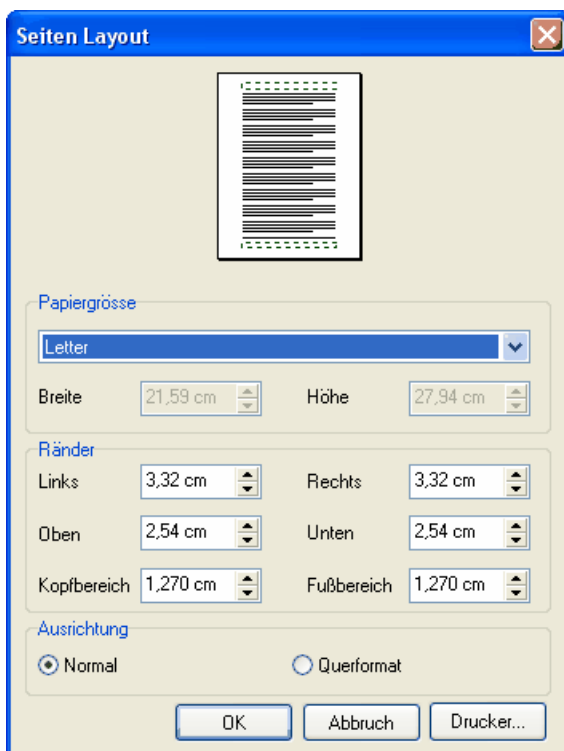 Seiten Layout
Papiergrösse
Letter
Breite 21,59 cm Höhe 27,94 cm
Ränder
Links 3,32 cm Rechts 3,32 cm
Oben 2,54 cm Unten 2,54 cm
Kopfbereich 1,270 cm Fußbereich 1,270 cm
Ausrichtung
Normal Querformat
OK Abbruch Drucker...